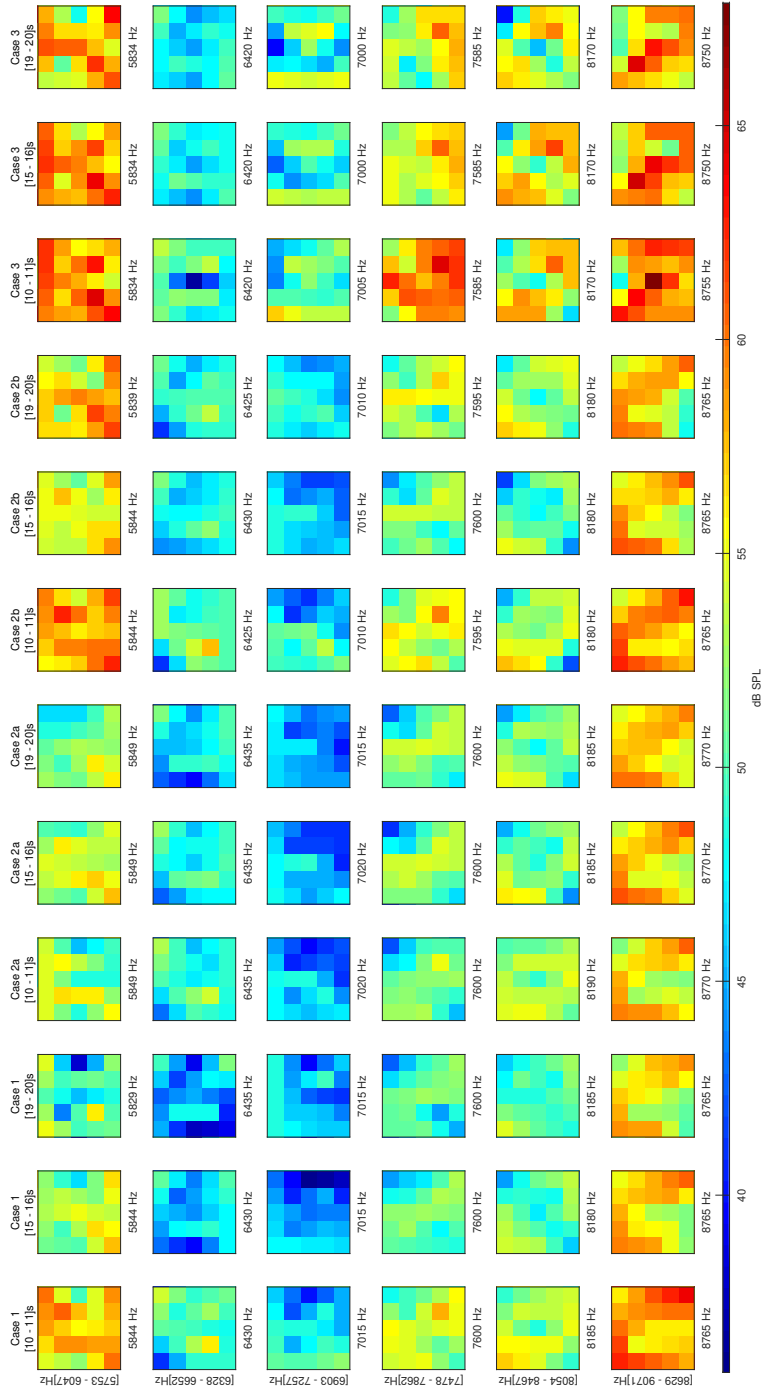 Case 1 Case 1 Case 1 Case 2a Case 2a Case 2a Case 2b Case 2b Case 2b Case 3 Case 3 Case 3
[10 - 11]s [15 - 16]s [19 - 20]s [10 - 11]s [15 - 16]s [19 - 20]s [10 - 11]s [15 - 16]s [19 - 20]s [10 - 11]s [15 - 16]s [19 - 20]s
[5753 - 6047]Hz
5844 Hz 5844 Hz 5829 Hz 5849 Hz 5849 Hz 5849 Hz 5844 Hz 5844 Hz 5839 Hz 5834 Hz 5834 Hz 5834 Hz
[6328 - 6652]Hz
6430 Hz 6430 Hz 6435 Hz 6435 Hz 6435 Hz 6435 Hz 6425 Hz 6430 Hz 6425 Hz 6420 Hz 6420 Hz 6420 Hz
[6903 - 7257]Hz
7015 Hz 7015 Hz 7015 Hz 7020 Hz 7020 Hz 7015 Hz 7010 Hz 7015 Hz 7010 Hz 7005 Hz 7000 Hz 7000 Hz
[7478 - 7862]Hz
7600 Hz 7600 Hz 7600 Hz 7600 Hz 7600 Hz 7600 Hz 7595 Hz 7600 Hz 7595 Hz 7585 Hz 7585 Hz 7585 Hz
[8054 - 8467]Hz
8185 Hz 8180 Hz 8185 Hz 8190 Hz 8185 Hz 8185 Hz 8180 Hz 8180 Hz 8180 Hz 8170 Hz 8170 Hz 8170 Hz
[8629 - 9071]Hz
8765 Hz 8765 Hz 8765 Hz 8770 Hz 8770 Hz 8770 Hz 8765 Hz 8765 Hz 8765 Hz 8755 Hz 8750 Hz 8750 Hz
40 45 50 55 60 65
dB SPL